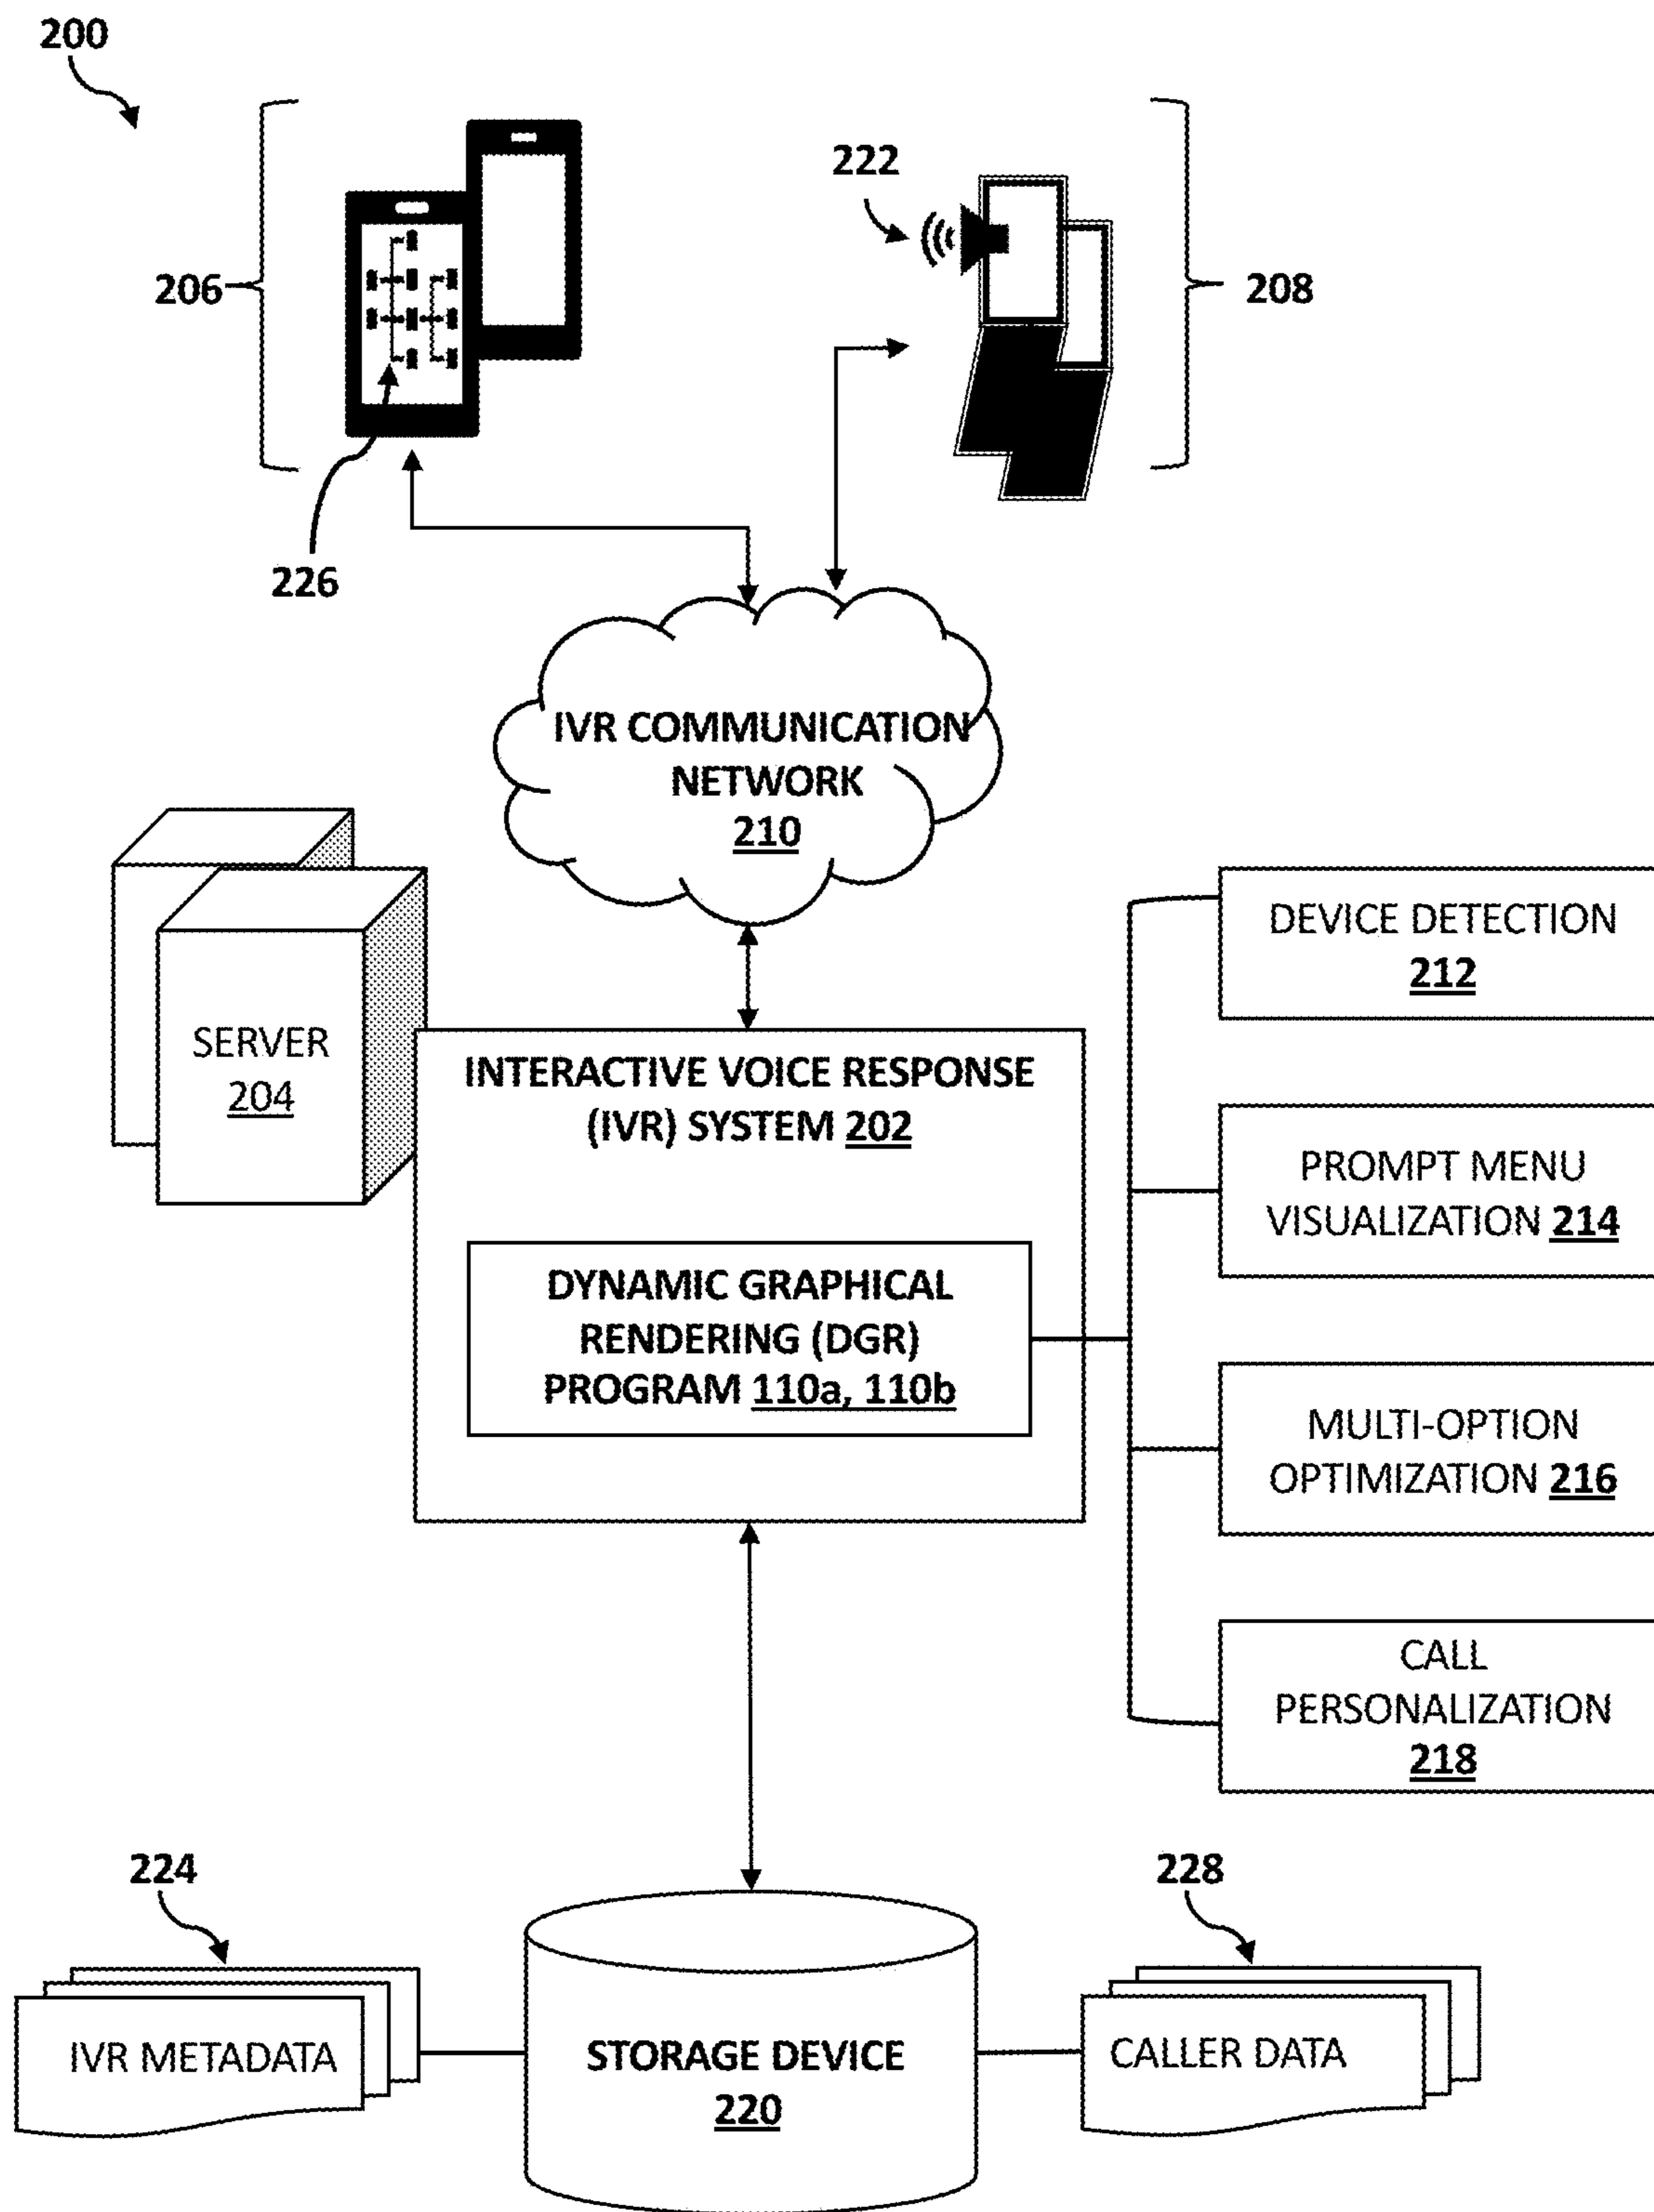 200
222
206
208
226
IVR COMMUNICATION
NETWORK
210
SERVER
204
INTERACTIVE VOICE RESPONSE
(IVR) SYSTEM 202
DYNAMIC GRAPHICAL
RENDERING (DGR)
PROGRAM 110a, 110b
DEVICE DETECTION
212
PROMPT MENU
VISUALIZATION 214
MULTI-OPTION
OPTIMIZATION 216
CALL
PERSONALIZATION
218
224
228
IVR METADATA
STORAGE DEVICE
220
CALLER DATA